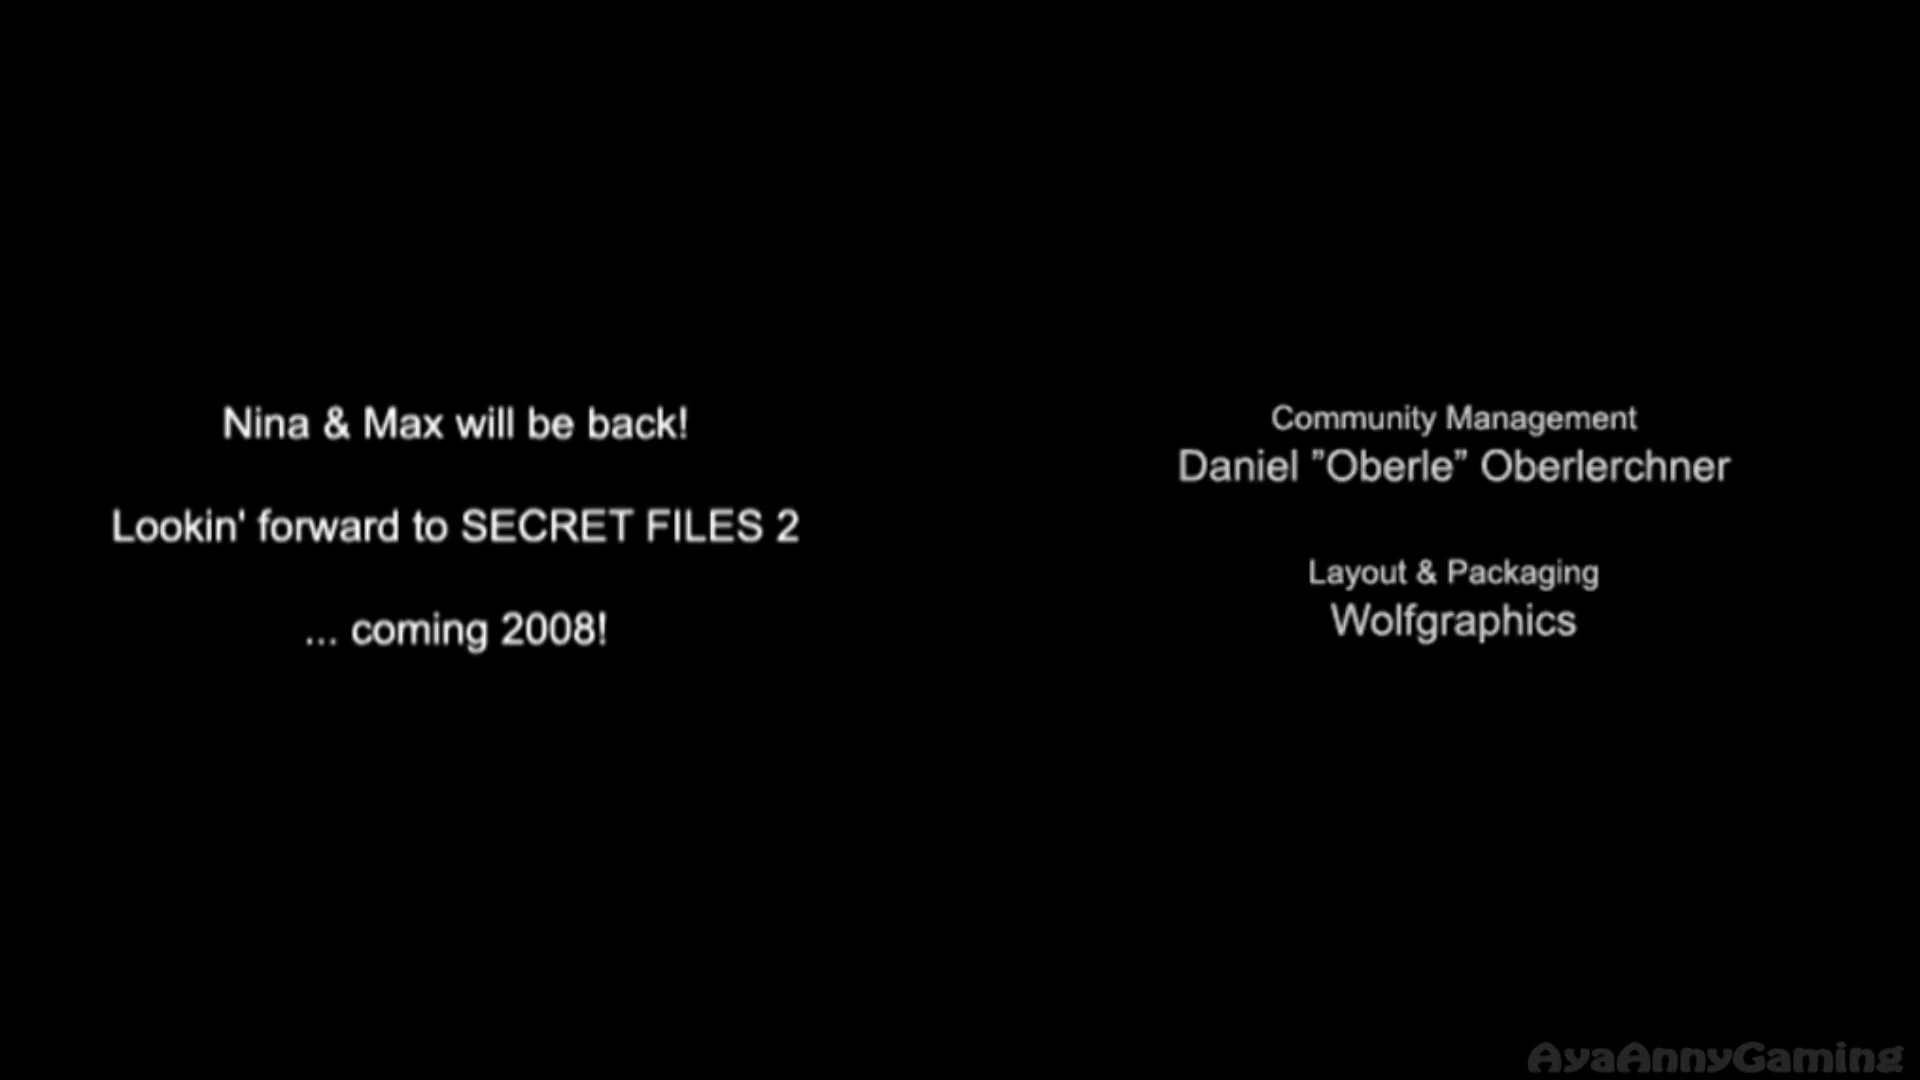 Nina & Max will be back!
Lookin' forward to SECRET FILES 2
... coming 2008!
Community Management
Daniel ”Oberle” Oberlerchner
Layout & Packaging
Wolfgraphics
AyaAnnyGaming